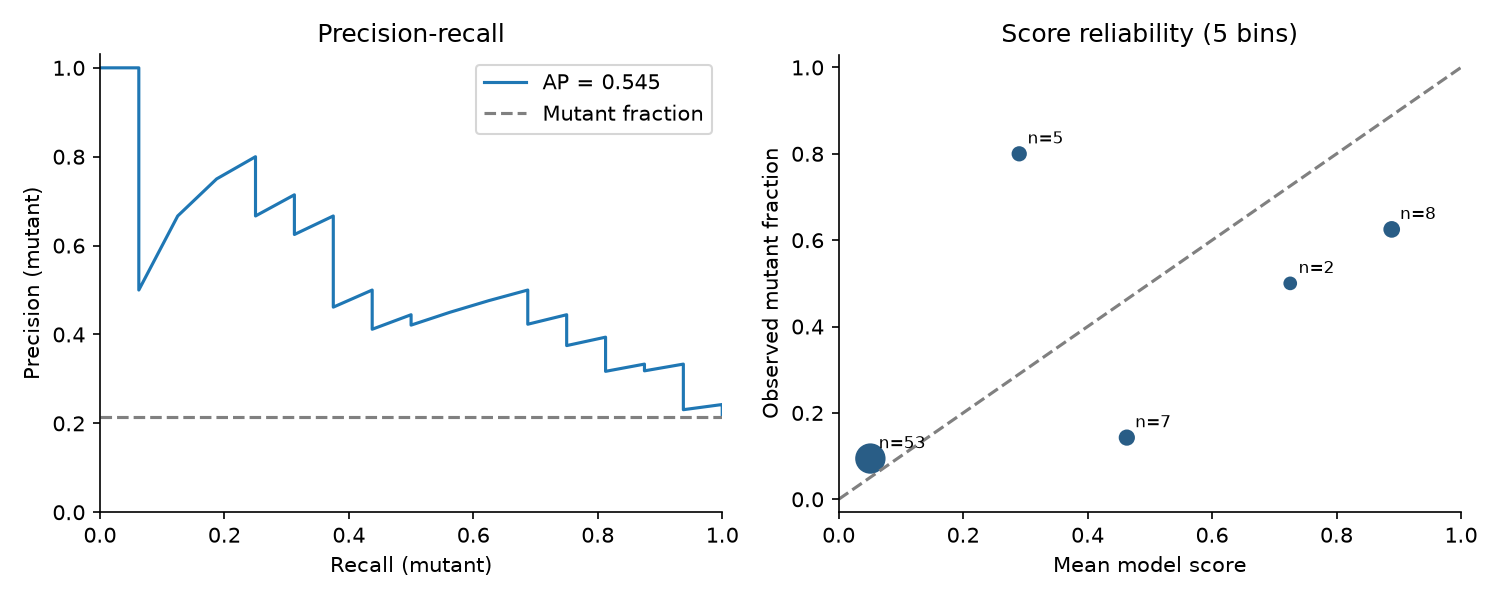 Precision-recall
1.0
0.8
0.6
0.4
0.2
0.0
Precision (mutant)
0.0 0.2 0.4 0.6 0.8 1.0
Recall (mutant)
AP = 0.545
Mutant fraction
Score reliability (5 bins)
1.0
0.8
0.6
0.4
0.2
0.0
Observed mutant fraction
0.0 0.2 0.4 0.6 0.8 1.0
Mean model score
n=5
n=8
n=2
n=7
n=53